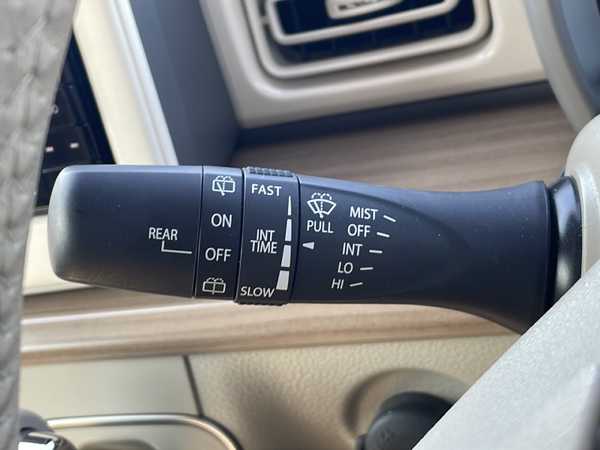 REAR
ON
OFF
FAST
INT
TIME
SLOW
PULL
MIST
OFF
INT
LO
HI